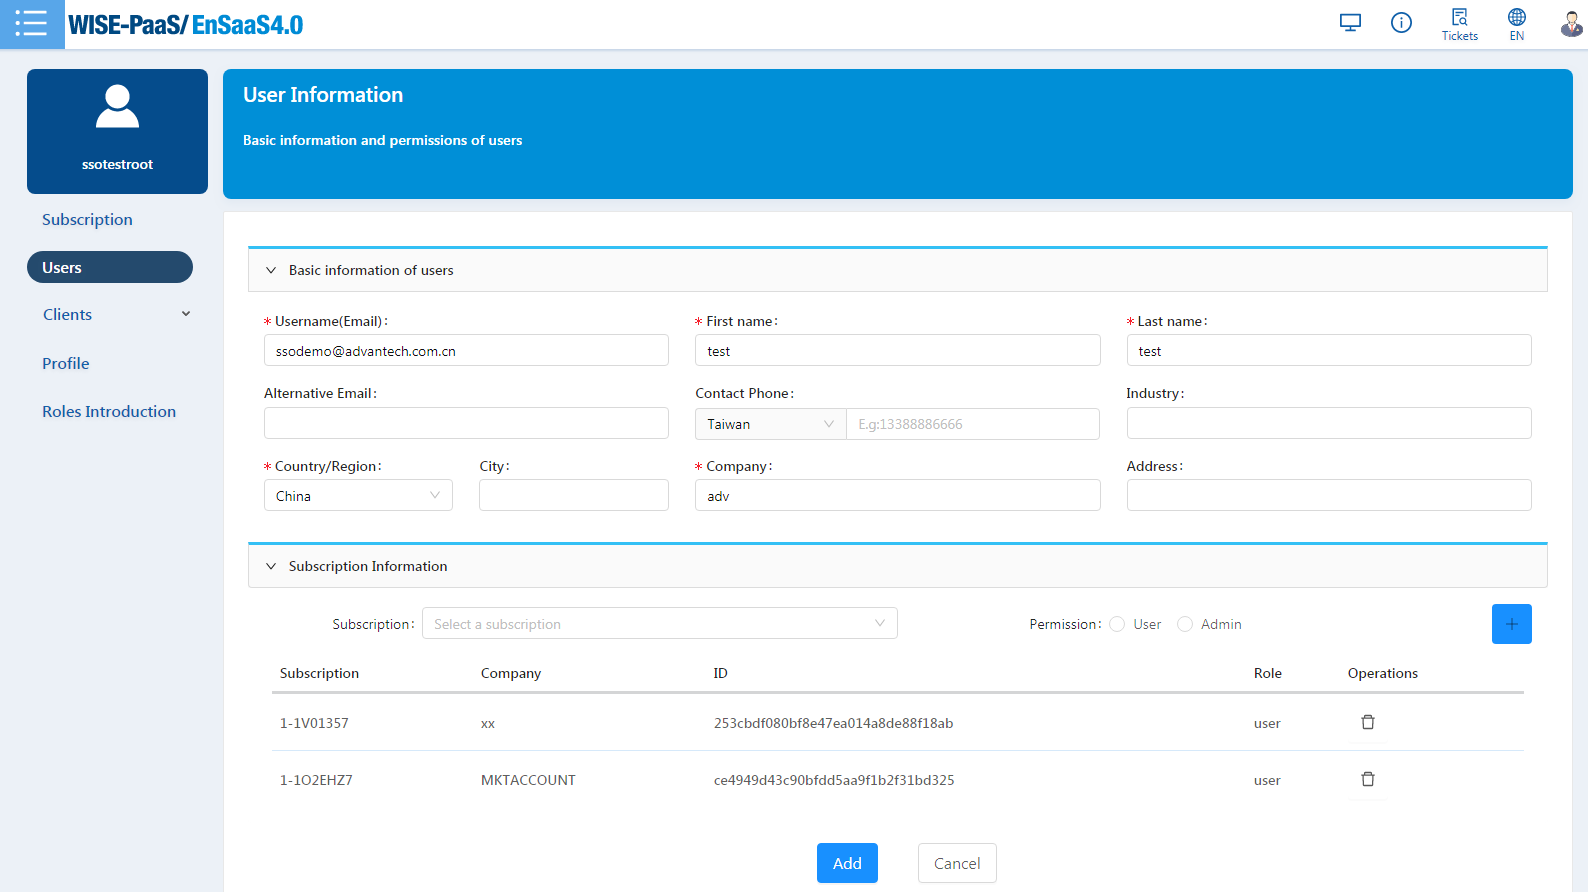 WISE-PaaS/ EnSaaS4.0
Tickets
EN
ssotestroot
Subscription
Users
Clients
Profile
Roles Introduction
User Information
Basic information and permissions of users
Basic information of users
* Username(Email): * First name: * Last name:
ssodemo@advantech.com.cn test test
Alternative Email: Contact Phone: Industry:
Taiwan E.g:13388886666
* Country/Region: City: * Company: Address:
China adv
Subscription Information
Subscription: Select a subscription Permission: User Admin +
Subscription Company ID Role Operations
1-1V01357 xx 253cbdf080bf8e47ea014a8de88f18ab user
1-1O2EHZ7 MKTACCOUNT ce4949d43c90bfdd5aa9f1b2f31bd325 user
Add Cancel